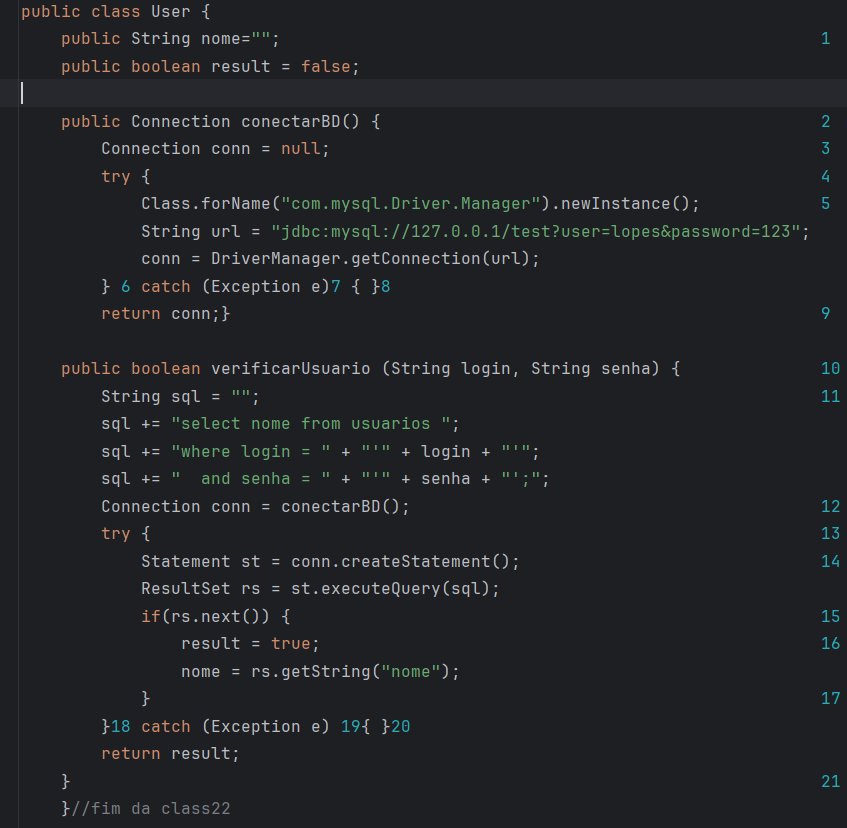 public class User {
    public String nome=""; 1
    public boolean result = false;
    public Connection conectarBD() { 2
        Connection conn = null; 3
        try { 4
            Class.forName("com.mysql.Driver.Manager").newInstance(); 5
            String url = "jdbc:mysql://127.0.0.1/test?user=lopes&password=123";
            conn = DriverManager.getConnection(url);
        } 6 catch (Exception e)7 { }8
        return conn;} 9
    public boolean verificarUsuario (String login, String senha) { 10
        String sql = ""; 11
        sql += "select nome from usuarios ";
        sql += "where login = " + "'" + login + "'";
        sql += "  and senha = " + "'" + senha + "';";
        Connection conn = conectarBD(); 12
        try { 13
            Statement st = conn.createStatement(); 14
            ResultSet rs = st.executeQuery(sql);
            if(rs.next()) { 15
                result = true; 16
                nome = rs.getString("nome");
            } 17
        }18 catch (Exception e) 19{ }20
        return result;
    } 21
    }//fim da class22